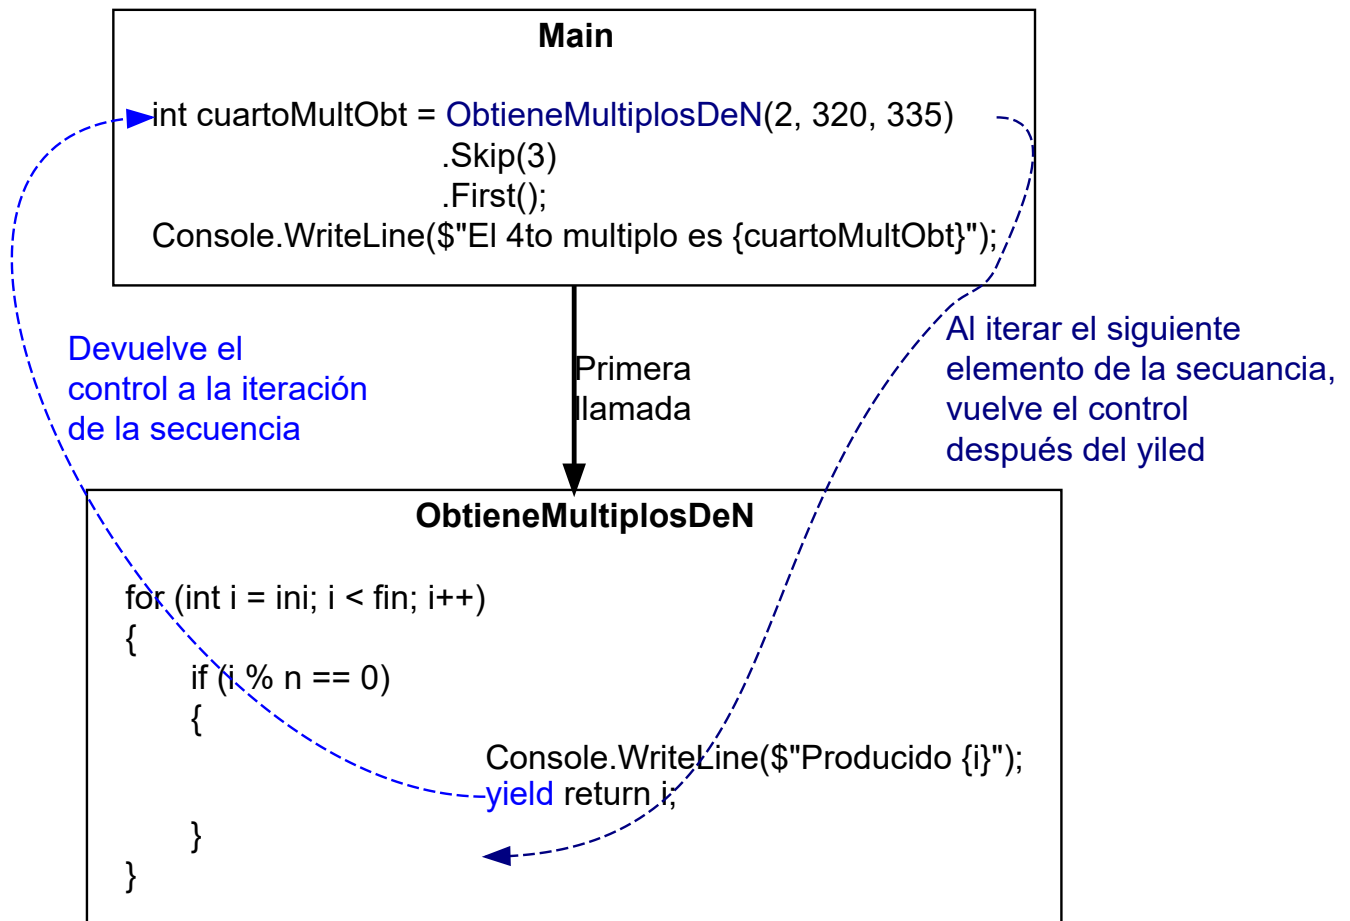 Main
int cuartoMultObt = ObtieneMultiplosDeN(2, 320, 335)
.Skip(3)
.First();
Console.WriteLine($"El 4to multiplo es {cuartoMultObt}");
Devuelve el
control a la iteración
de la secuencia
Primera
llamada
Al iterar el siguiente
elemento de la secuancia,
vuelve el control
después del yiled
ObtieneMultiplosDeN
for (int i = ini; i < fin; i++)
{
if (i % n == 0)
{
Console.WriteLine($"Producido {i}");
yield return i;
}
}